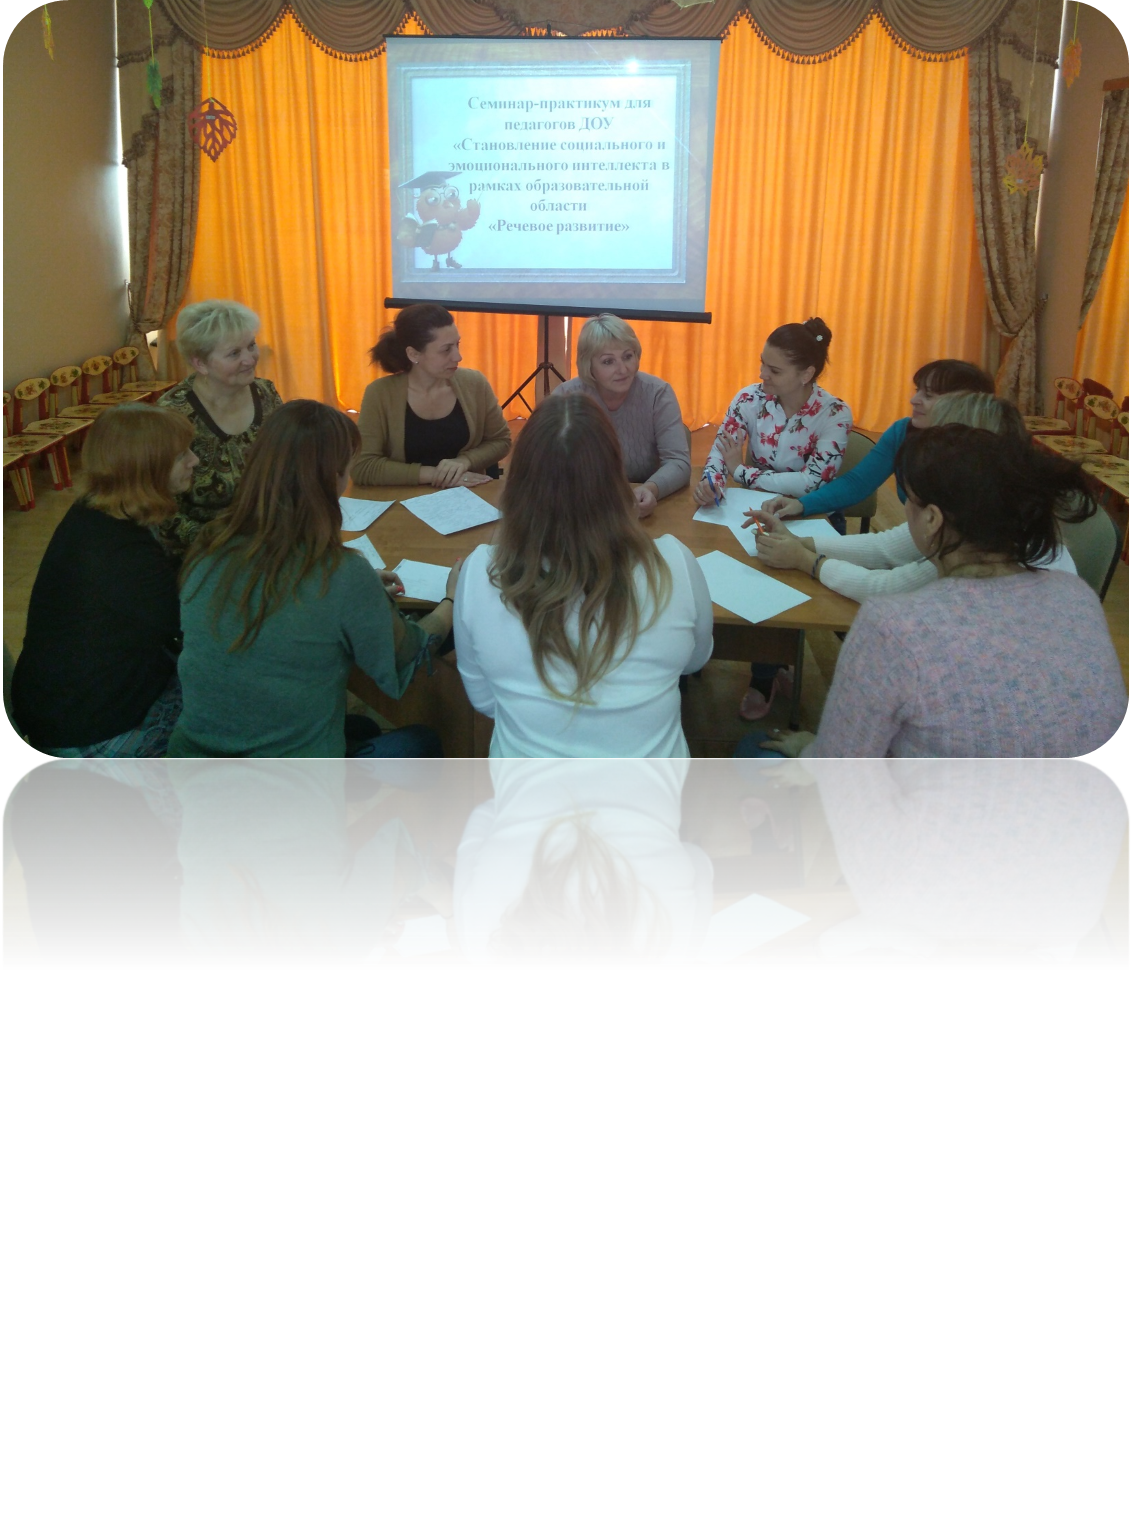 Семинар-практикум для
педагогов ДОУ
«Становление социального и
эмоционального интеллекта в
рамках образовательной
области
«Речевое развитие»